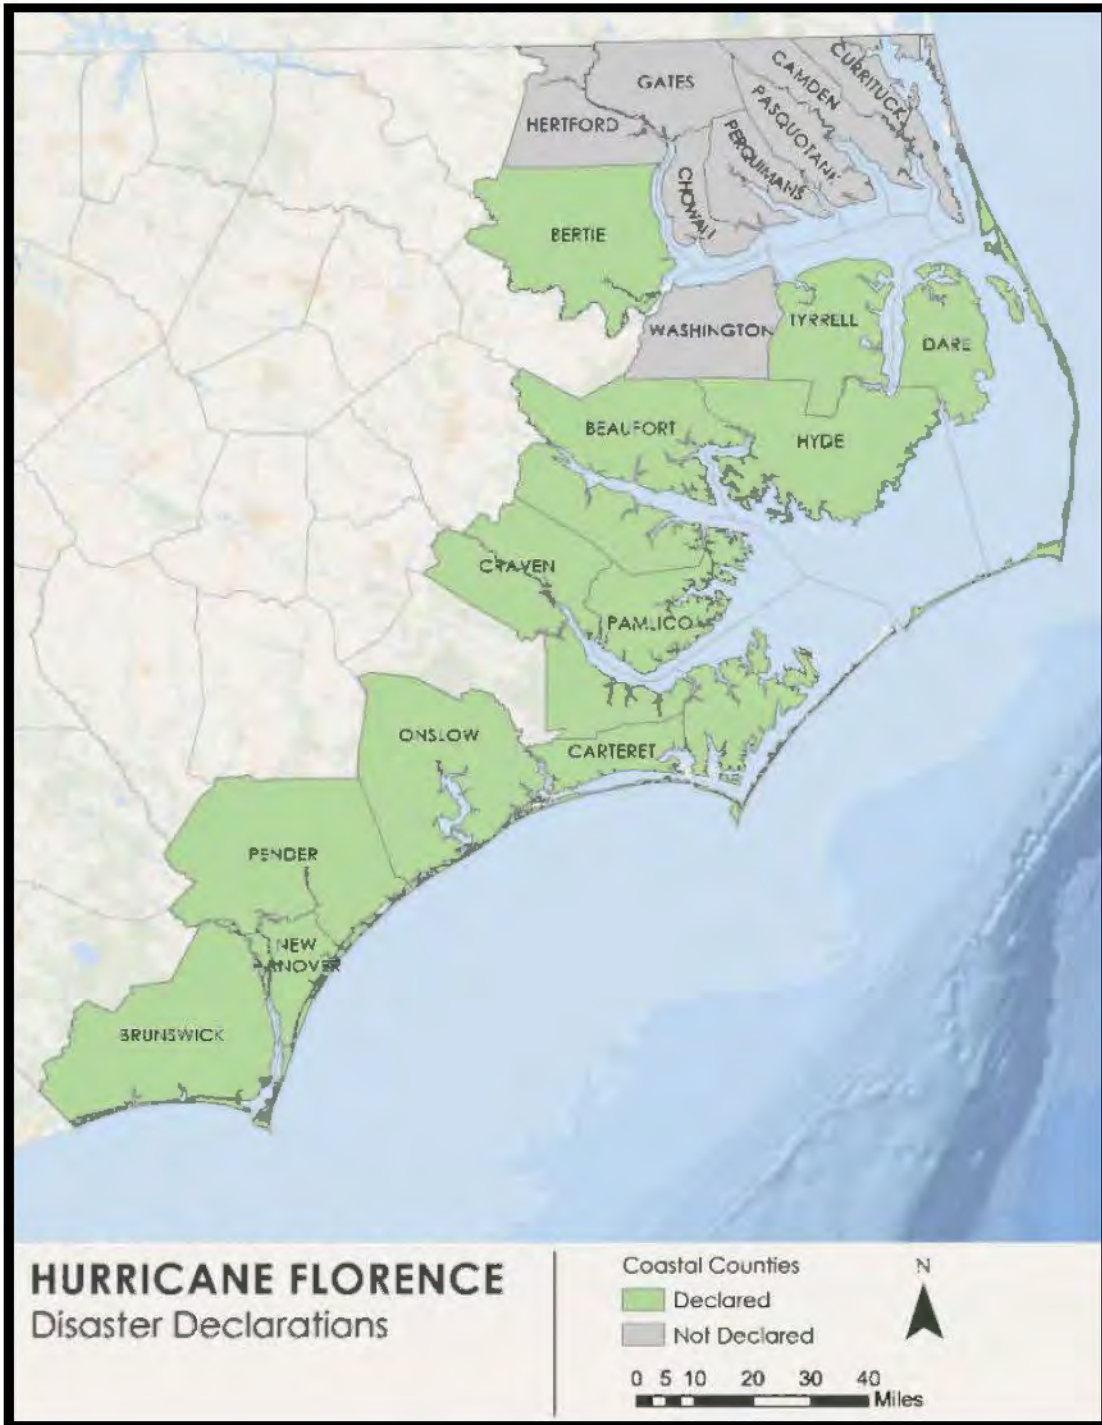 GATES
CAMDEN
CURRITUCK
HERTFORD
PASQUOTANK
PERQUIMANS
CHOWAN
BERTIE
WASHINGTON
TYRRELL
DARE
BEAUFORT
HYDE
CRAVEN
PAMLICO
ONSLOW
CARTERET
PENDER
NEW
HANOVER
BRUNSWICK
HURRICANE FLORENCE
Disaster Declarations
Coastal Counties
Declared
Not Declared
N
0 5 10 20 30 40
Miles